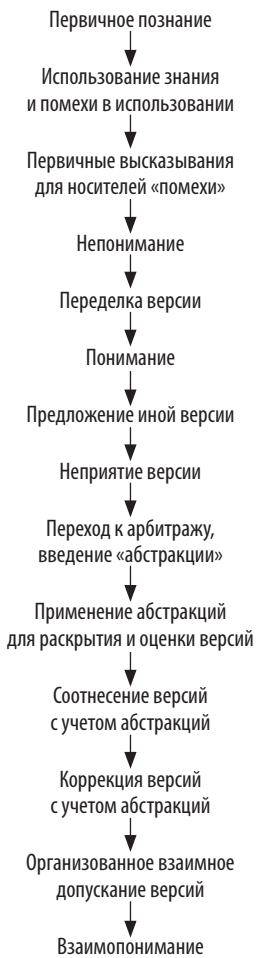 Первичное познание
Использование знания
и помехи в использовании
Первичные высказывания
для носителей «помехи»
Непонимание
Переделка версии
Понимание
Предложение иной версии
Неприятие версии
Переход к арбитражу,
введение «абстракции»
Применение абстракций
для раскрытия и оценки версий
Соотнесение версий
с учетом абстракций
Коррекция версий
с учетом абстракций
Организованное взаимное
допускание версий
Взаимопонимание